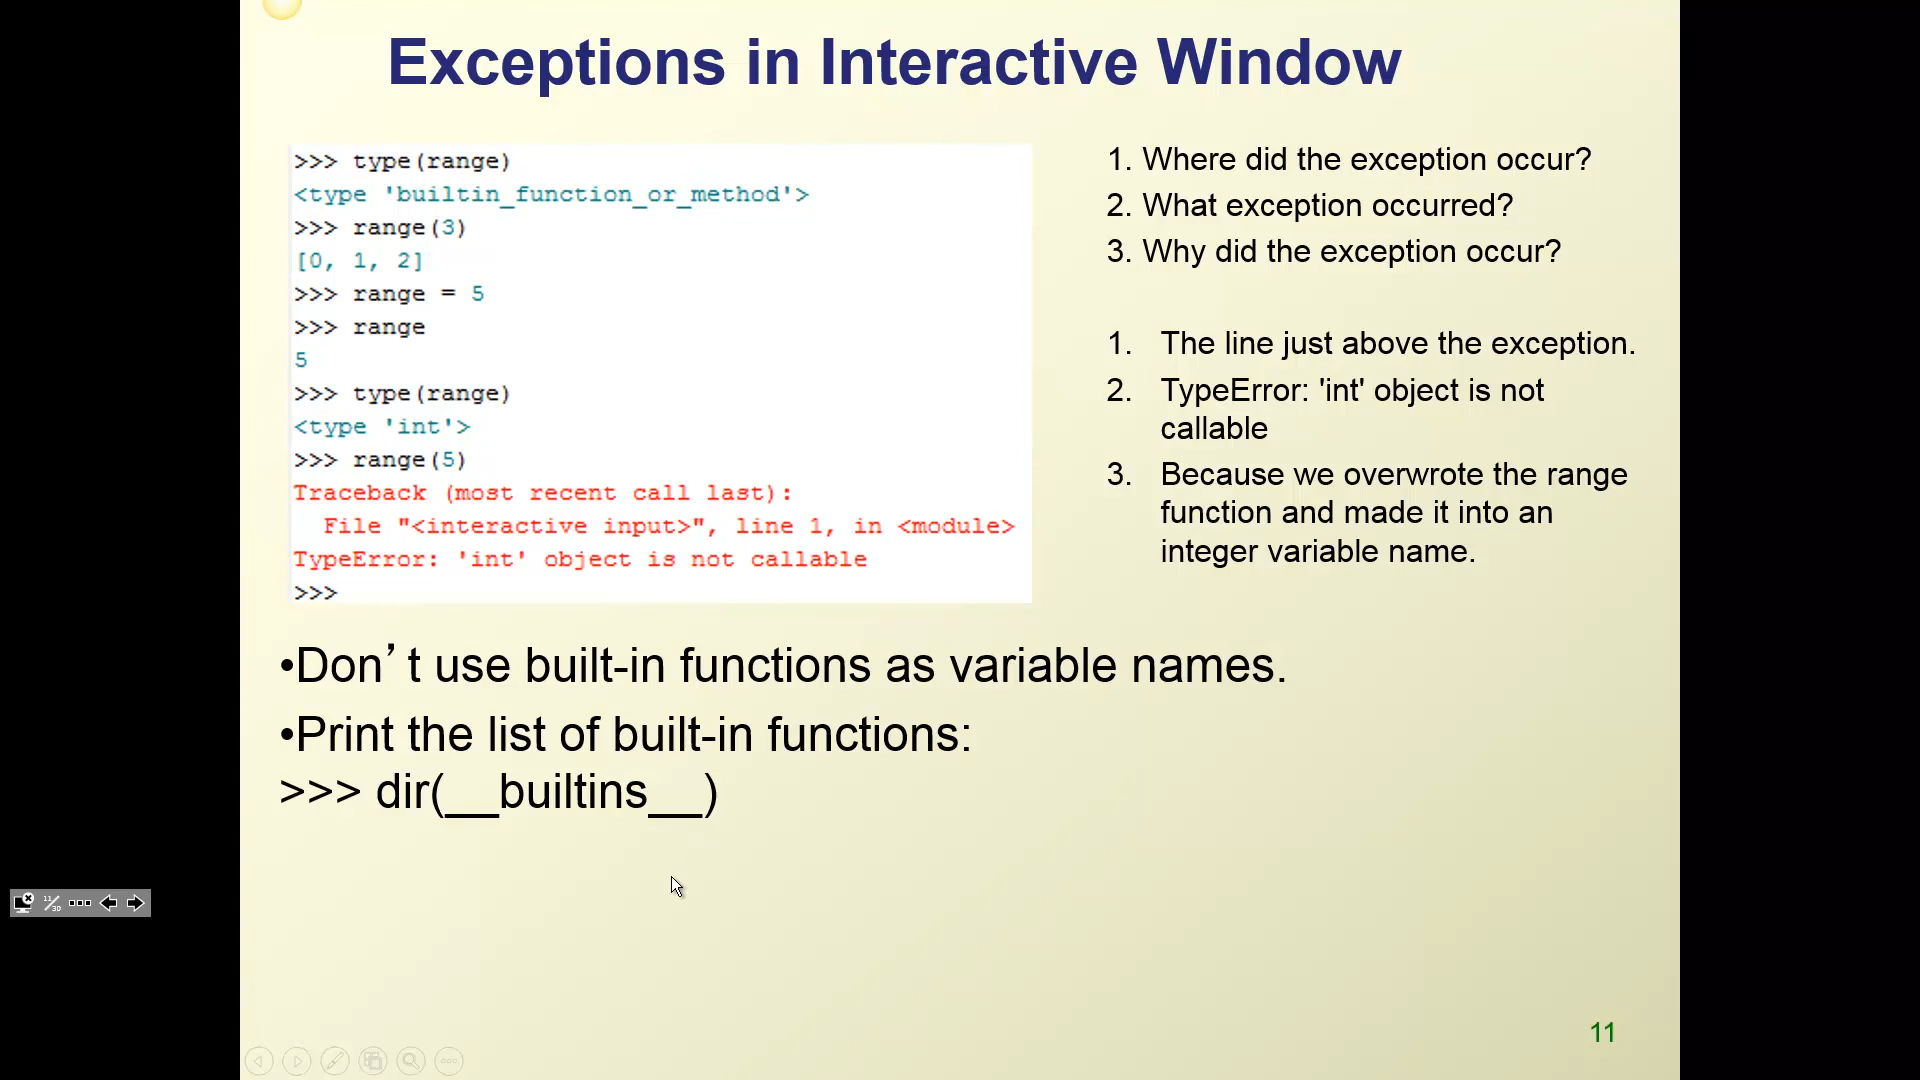 Exceptions in Interactive Window
>>> type(range)
<type 'builtin_function_or_method'>
>>> range(3)
[0, 1, 2]
>>> range = 5
>>> range
5
>>> type(range)
<type 'int'>
>>> range(5)
Traceback (most recent call last):
  File "<interactive input>", line 1, in <module>
TypeError: 'int' object is not callable
>>>
1. Where did the exception occur?
2. What exception occurred?
3. Why did the exception occur?
1. The line just above the exception.
2. TypeError: 'int' object is not
callable
3. Because we overwrote the range
function and made it into an
integer variable name.
•Don’t use built-in functions as variable names.
•Print the list of built-in functions:
>>> dir(__builtins__)
11/30
11